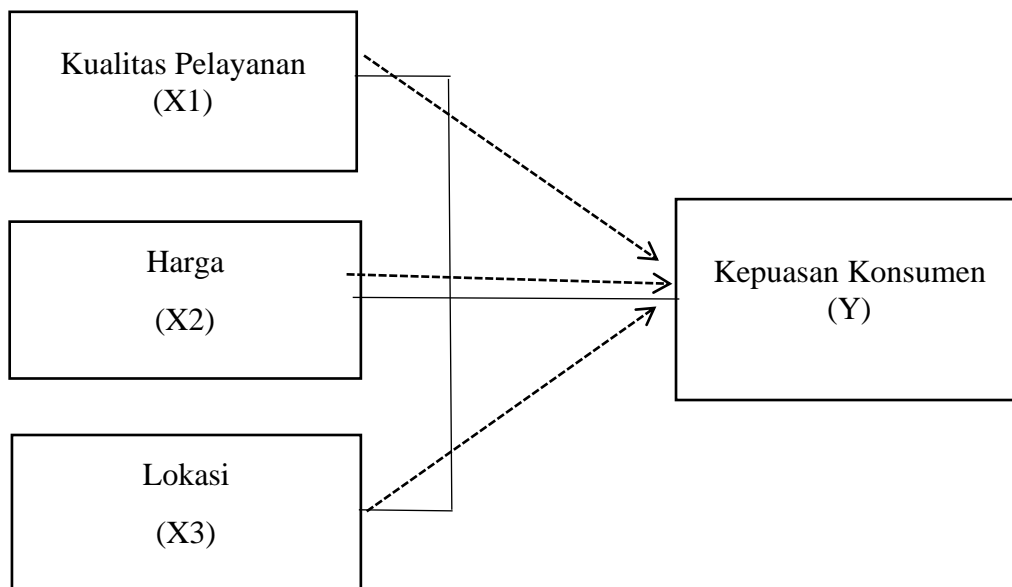 Kualitas Pelayanan
(X1)
Harga
(X2)
Lokasi
(X3)
Kepuasan Konsumen
(Y)